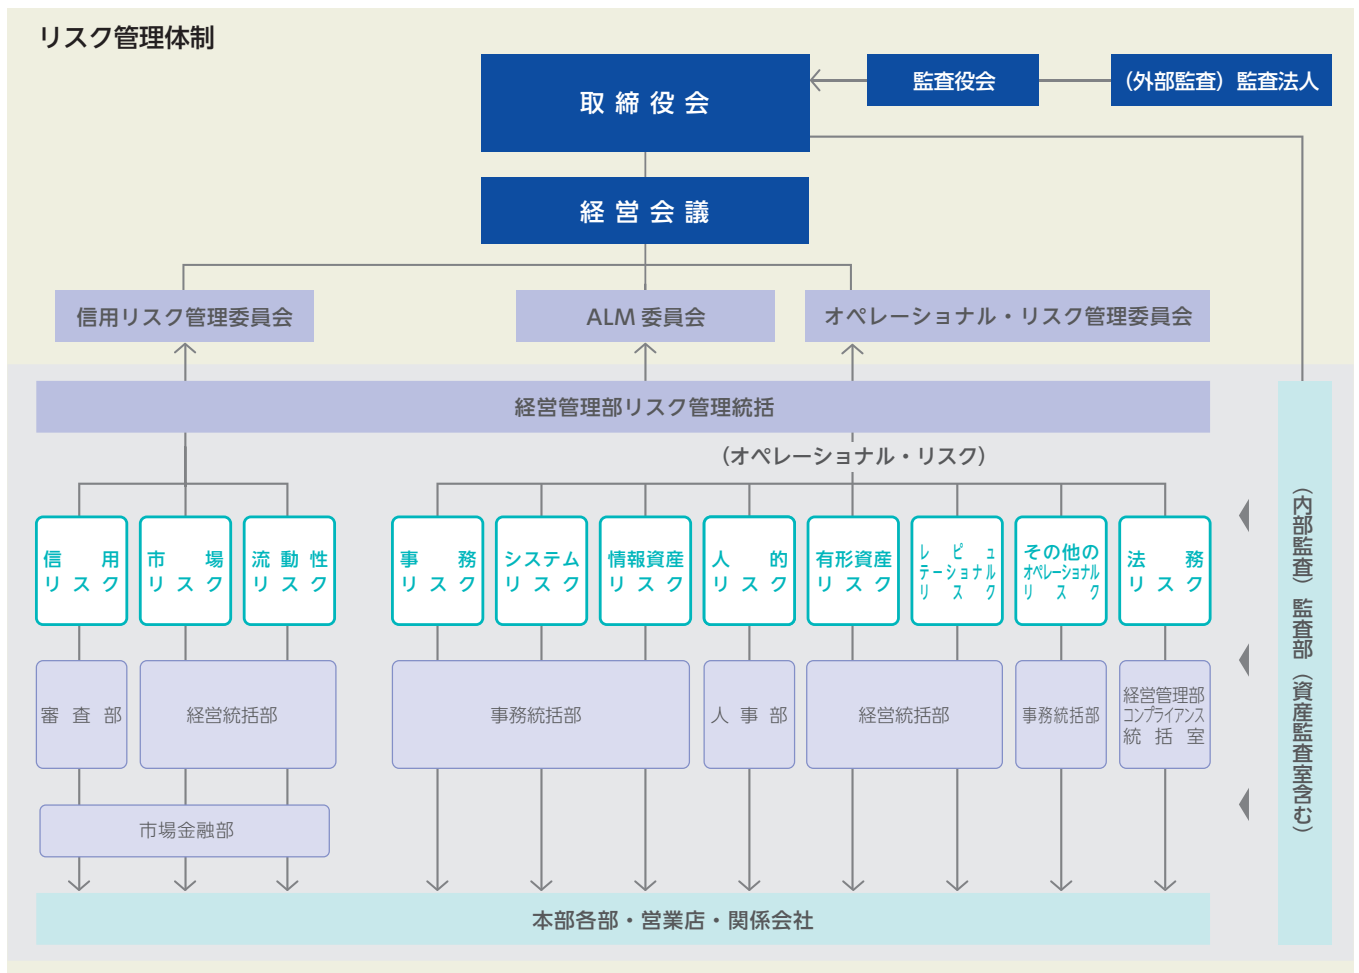 リスク管理体制
取締役会
監査役会
（外部監査）監査法人
経営会議
信用リスク管理委員会
ALM 委員会
オペレーショナル・リスク管理委員会
経営管理部リスク管理統括
（オペレーショナル・リスク）
信用
リスク
市場
リスク
流動性
リスク
事務
リスク
システム
リスク
情報資産
リスク
人的
リスク
有形資産
リスク
レピュ
テーショナル
リスク
その他の
オペレーショナル
リスク
法務
リスク
審査部
経営統括部
事務統括部
人事部
経営統括部
事務統括部
経営管理部
コンプライアンス
統括室
市場金融部
本部各部・営業店・関係会社
（内部監査）監査部（資産監査室含む）